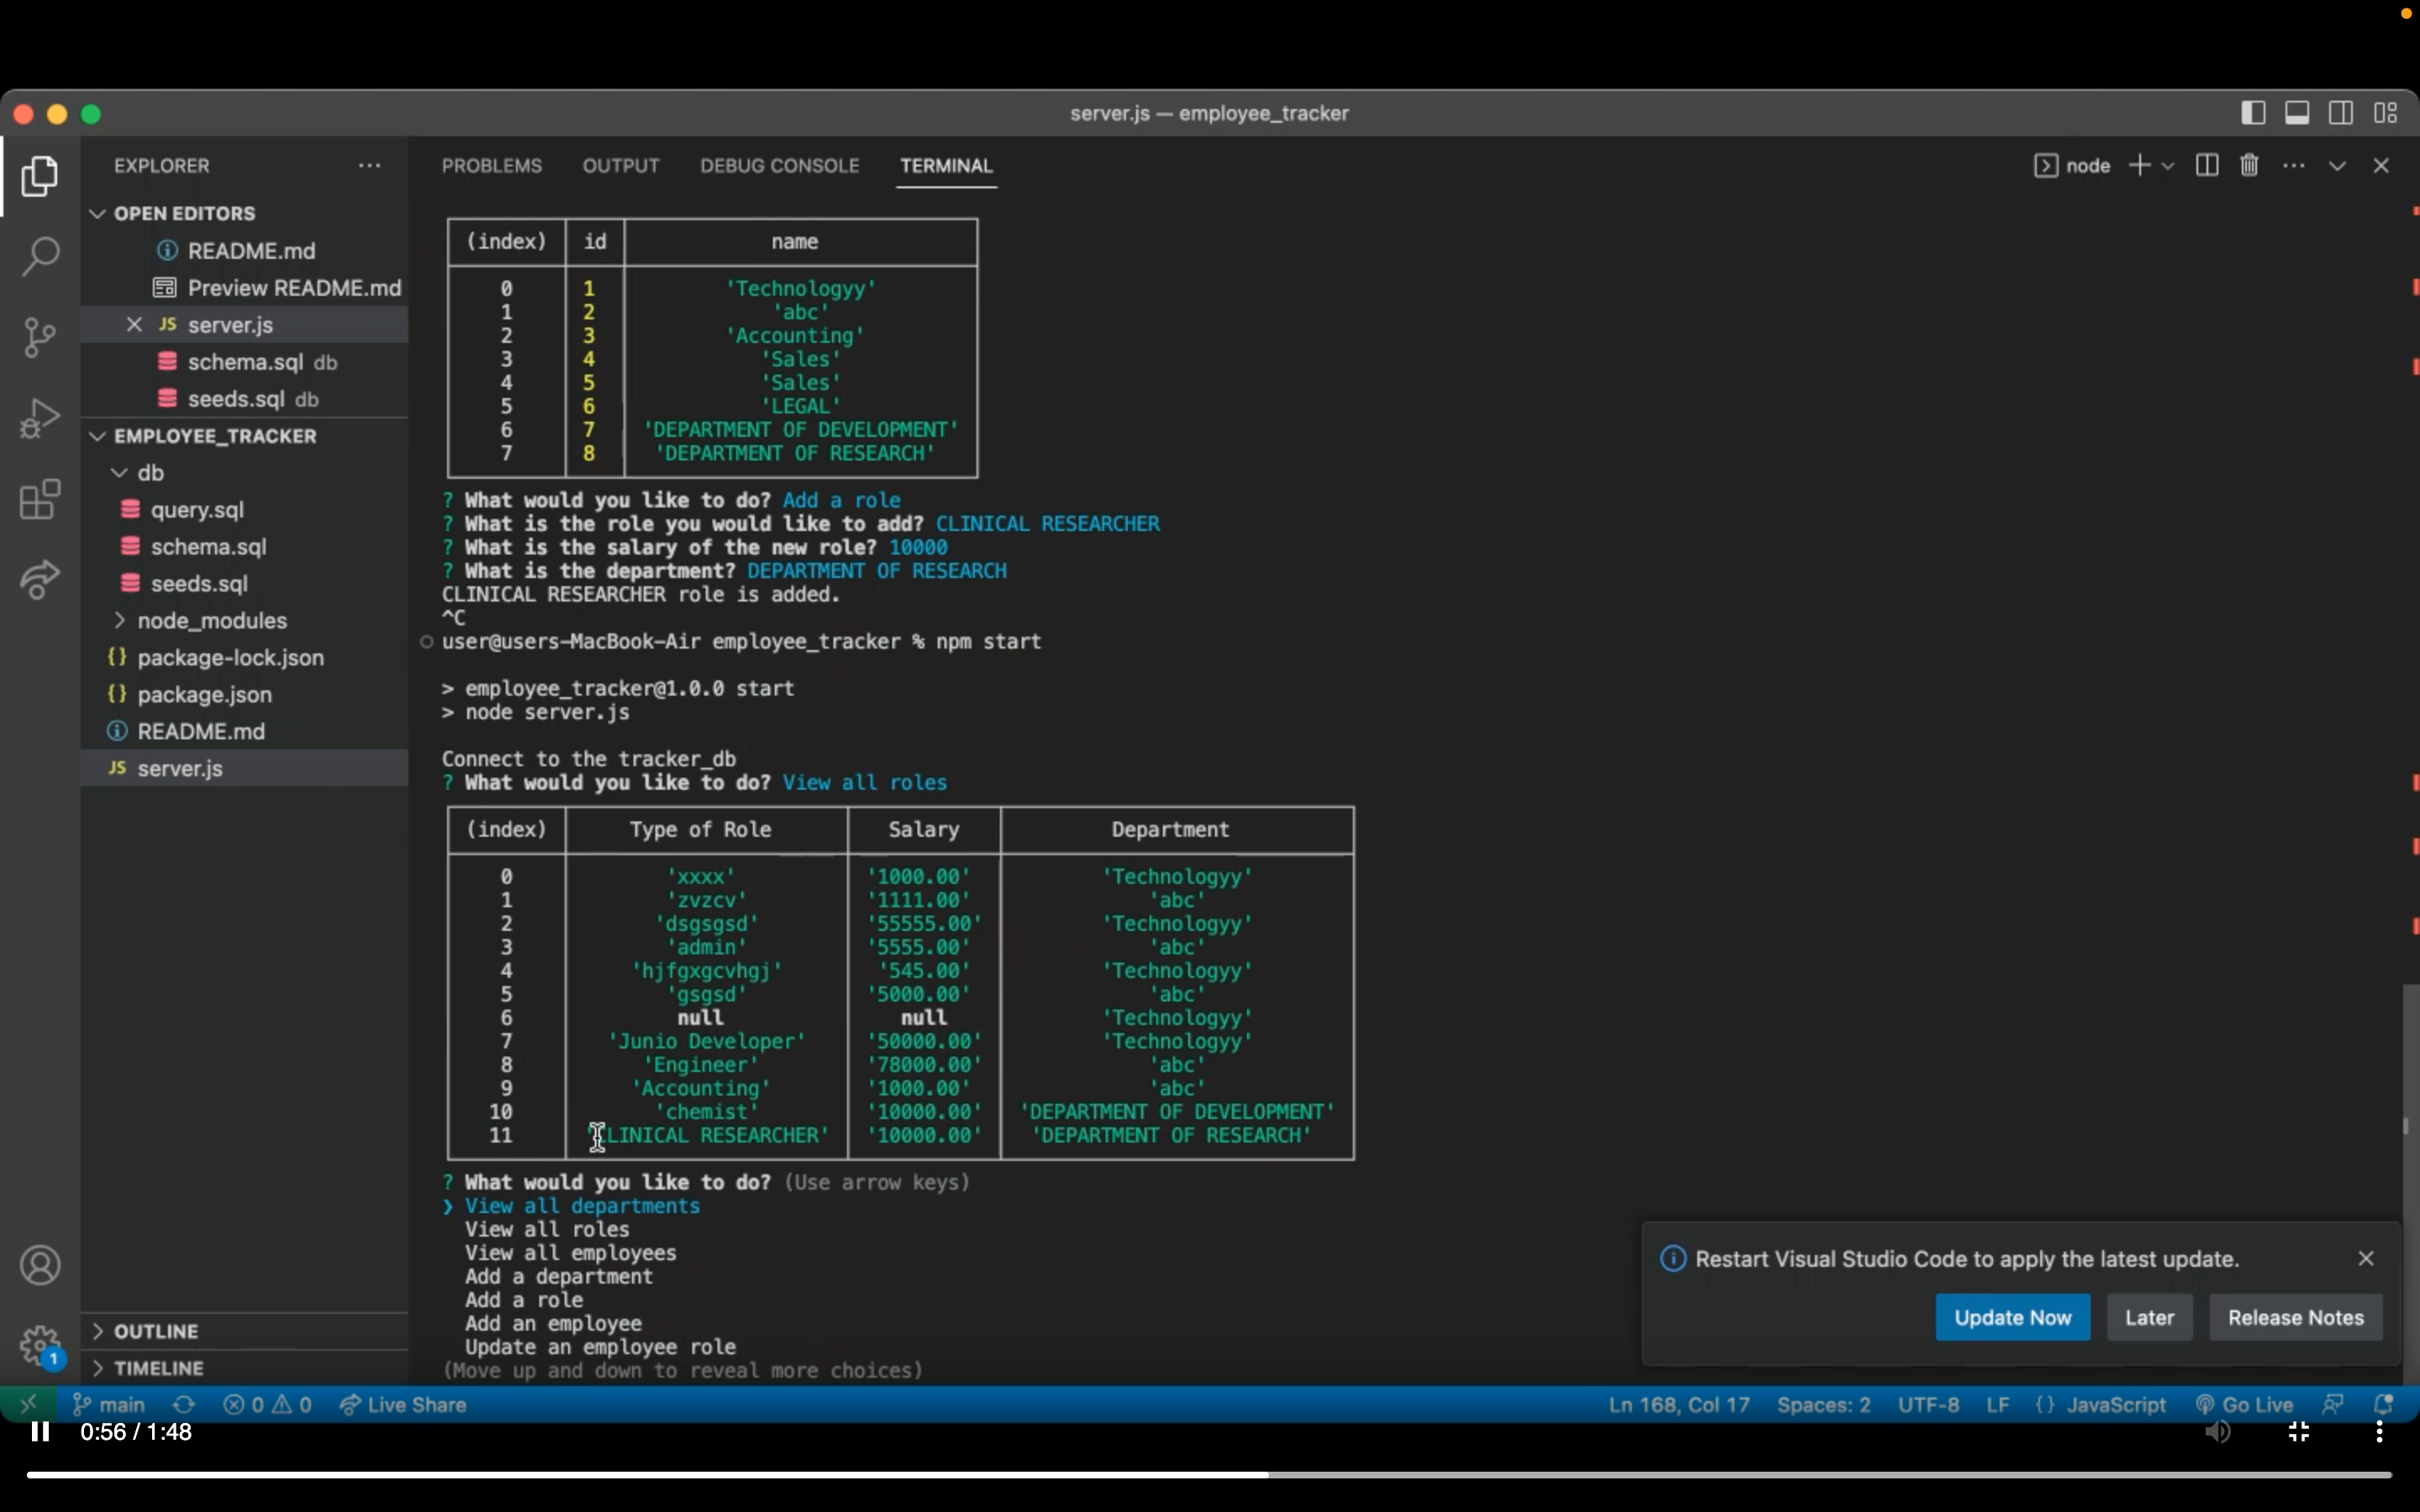 server.js — employee_tracker
EXPLORER
OPEN EDITORS
README.md
Preview README.md
JS server.js
schema.sql db
seeds.sql db
EMPLOYEE_TRACKER
db
query.sql
schema.sql
seeds.sql
node_modules
{} package-lock.json
{} package.json
README.md
JS server.js
OUTLINE
TIMELINE
1
PROBLEMS OUTPUT DEBUG CONSOLE TERMINAL
node
(index) id name
0 1 'Technologyy'
1 2 'abc'
2 3 'Accounting'
3 4 'Sales'
4 5 'Sales'
5 6 'LEGAL'
6 7 'DEPARTMENT OF DEVELOPMENT'
7 8 'DEPARTMENT OF RESEARCH'
? What would you like to do? Add a role
? What is the role you would like to add? CLINICAL RESEARCHER
? What is the salary of the new role? 10000
? What is the department? DEPARTMENT OF RESEARCH
CLINICAL RESEARCHER role is added.
^C
user@users-MacBook-Air employee_tracker % npm start
> employee_tracker@1.0.0 start
> node server.js
Connect to the tracker_db
? What would you like to do? View all roles
(index) Type of Role Salary Department
0 'xxxx' '1000.00' 'Technologyy'
1 'zvzcv' '1111.00' 'abc'
2 'dsgsgsd' '55555.00' 'Technologyy'
3 'admin' '5555.00' 'abc'
4 'hjfgxgcvhgj' '545.00' 'Technologyy'
5 'gsgsd' '5000.00' 'abc'
6 null null 'Technologyy'
7 'Junio Developer' '50000.00' 'Technologyy'
8 'Engineer' '78000.00' 'abc'
9 'Accounting' '1000.00' 'abc'
10 'chemist' '10000.00' 'DEPARTMENT OF DEVELOPMENT'
11 'CLINICAL RESEARCHER' '10000.00' 'DEPARTMENT OF RESEARCH'
? What would you like to do? (Use arrow keys)
❯ View all departments
View all roles
View all employees
Add a department
Add a role
Add an employee
Update an employee role
(Move up and down to reveal more choices)
Restart Visual Studio Code to apply the latest update.
Update Now Later Release Notes
main 0 0 Live Share Ln 168, Col 17 Spaces: 2 UTF-8 LF {} JavaScript Go Live
0:56 / 1:48